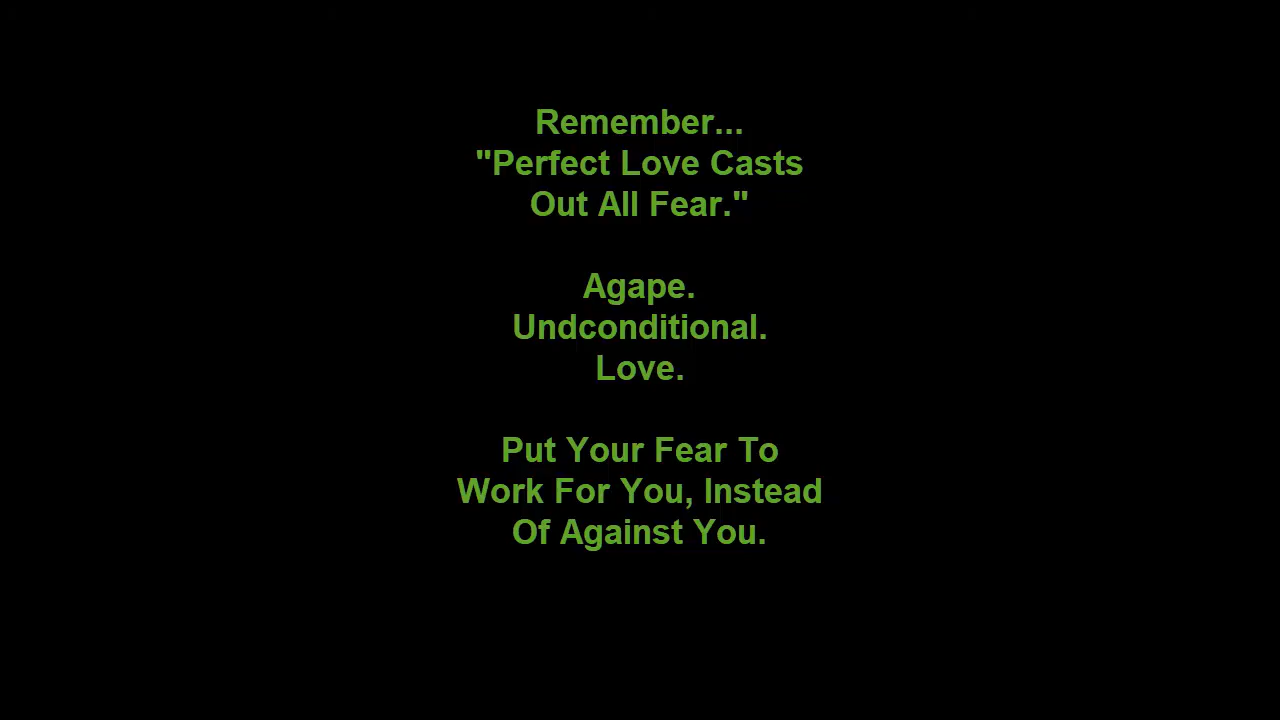 Remember...
"Perfect Love Casts
Out All Fear."
Agape.
Undconditional.
Love.
Put Your Fear To
Work For You, Instead
Of Against You.